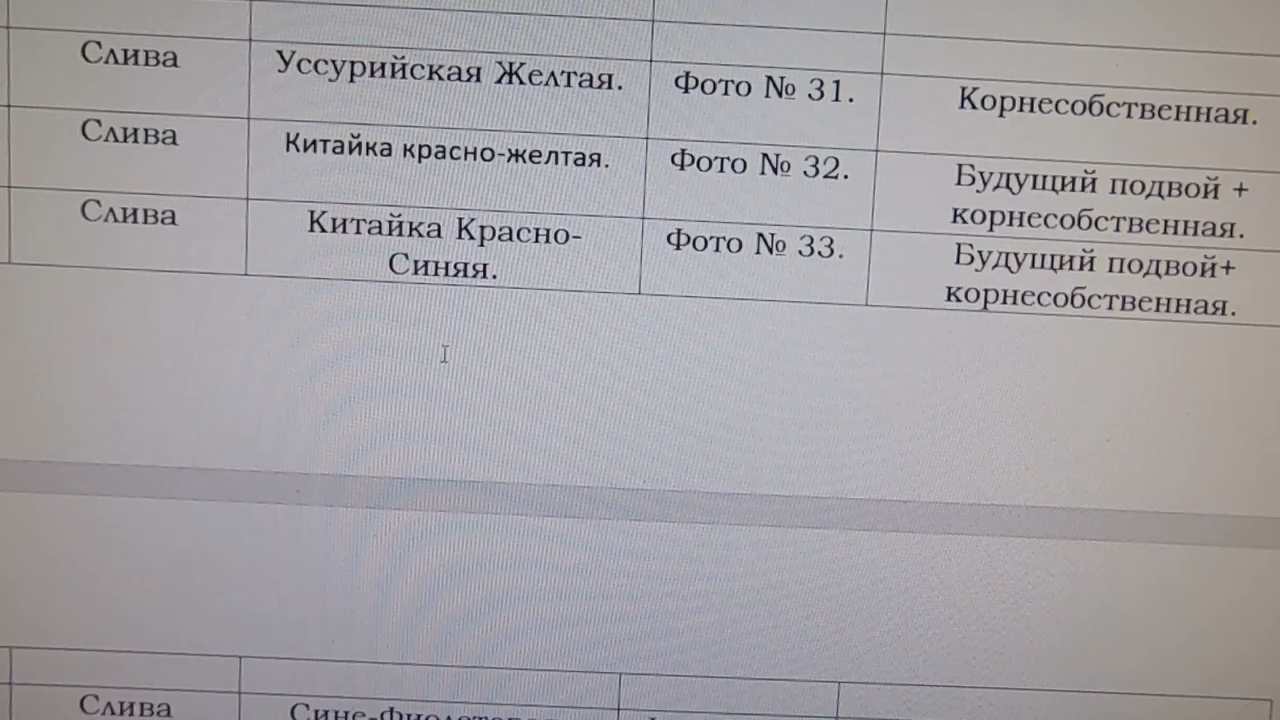 Слива Уссурийская Желтая. Фото № 31. Корнесобственная.
Слива Китайка красно-желтая. Фото № 32. Будущий подвой +
корнесобственная.
Слива Китайка Красно- Фото № 33. Будущий подвой+
Синяя. корнесобственная.
Слива